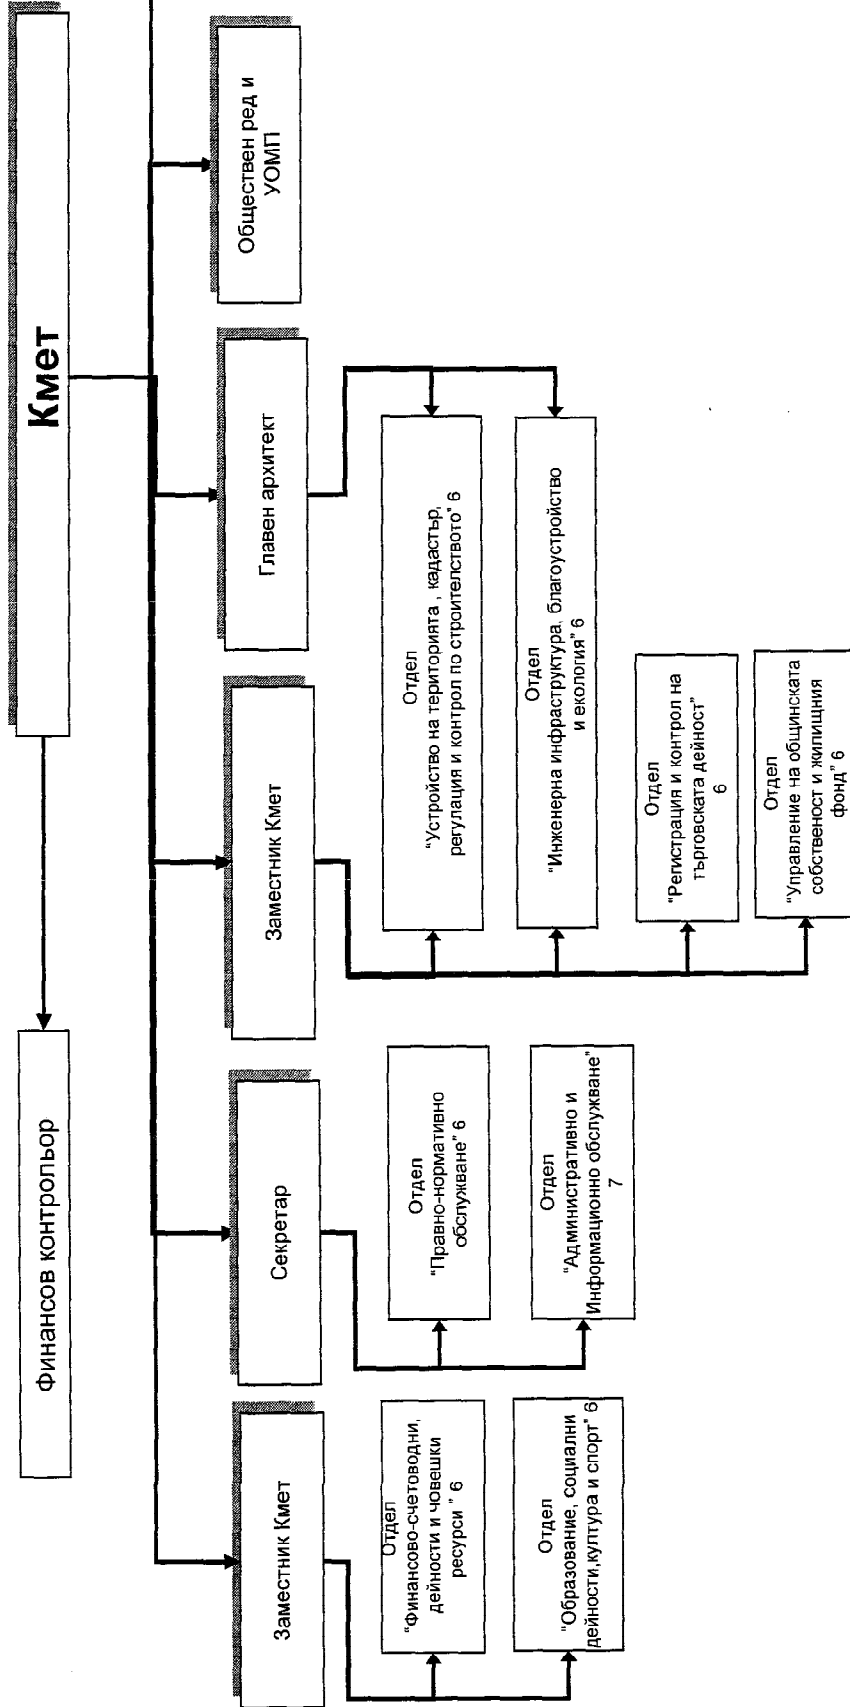 Кмет
Финансов контрольор
Заместник Кмет
Секретар
Заместник Кмет
Главен архитект
Обществен ред и
УОМП
Отдел
“Финансово-счетоводни,
дейности и човешки
ресурси ” 6
Отдел
“Образование, социални
дейности,култура и спорт” 6
Отдел
“Правно-нормативно
обслужване” 6
Отдел
“Административно и
Информационно обслужване”
7
Отдел
“Устройство на територията , кадастър,
регулация и контрол по строителството” 6
Отдел
“Инженерна инфраструктура, благоустройство
и екология” 6
Отдел
“Регистрация и контрол на
търговската дейност”
6
Отдел
“Управление на общинската
собственост и жилищния
фонд” 6